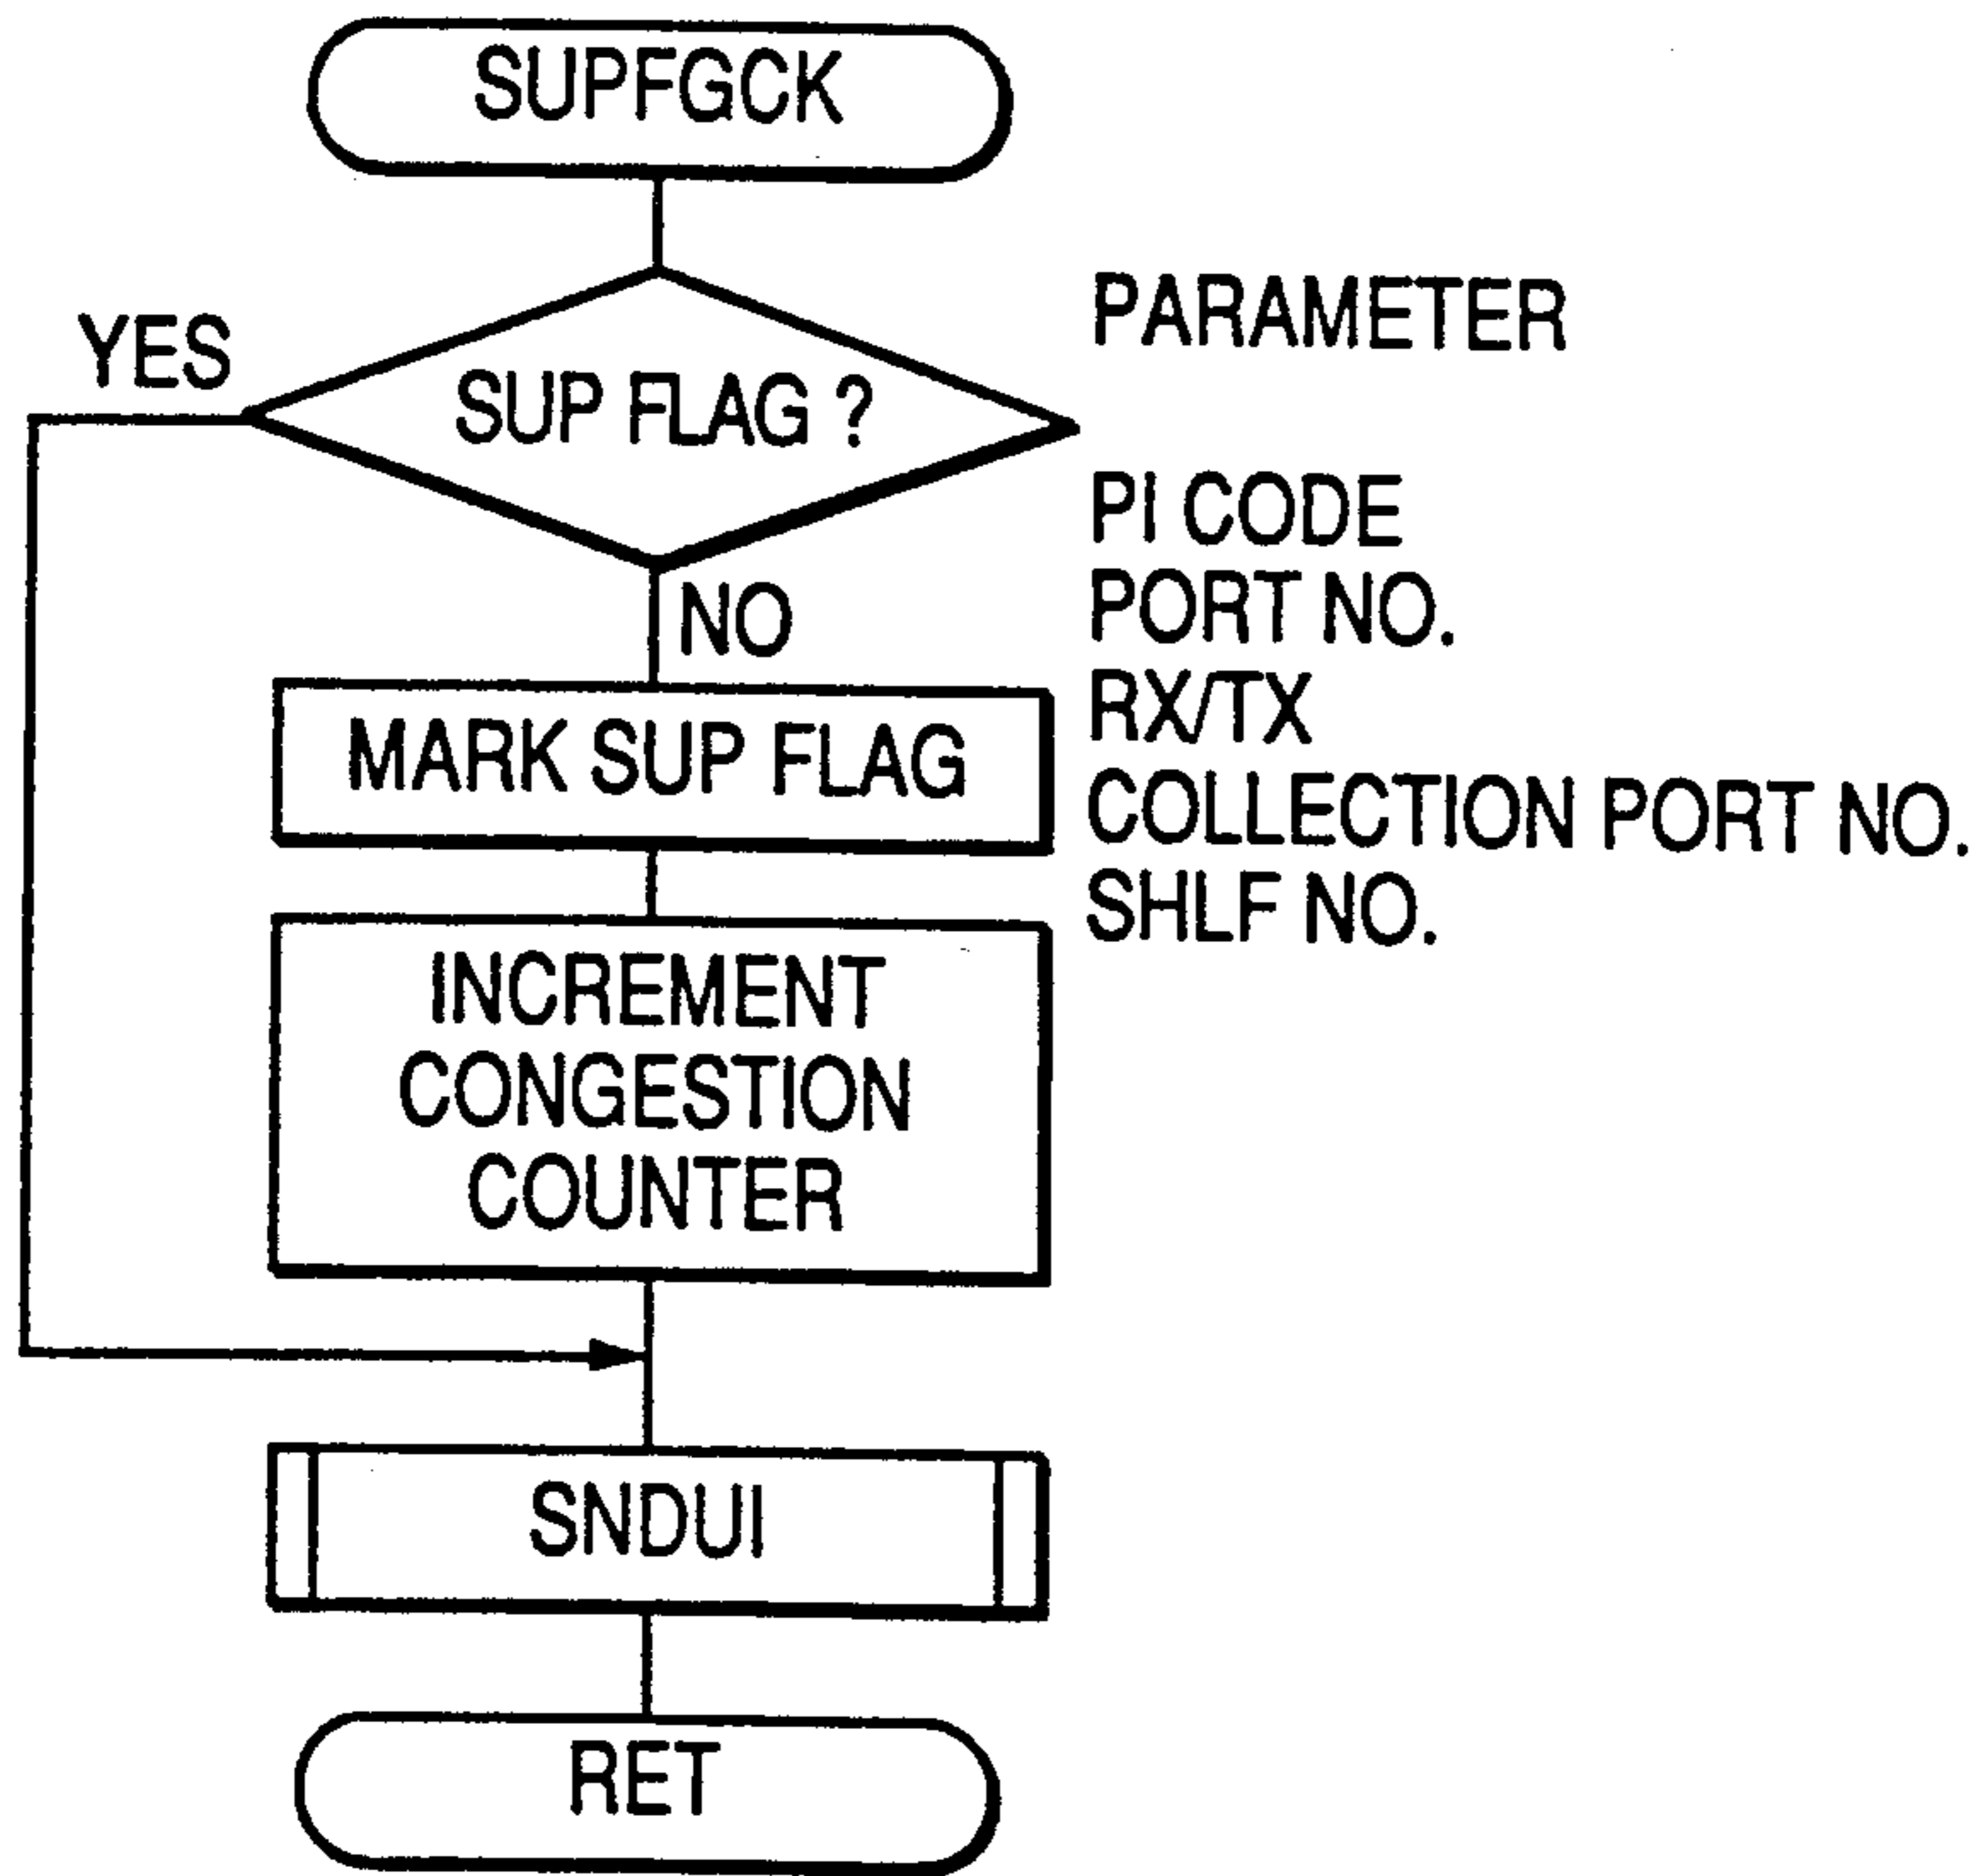 SUPFGCK
PARAMETER
YES
SUP FLAG ?
PI CODE
PORT NO.
NO
RX/TX
MARK SUP FLAG
COLLECTION PORT NO.
SHLF NO.
INCREMENT
CONGESTION
COUNTER
SNDUI
RET